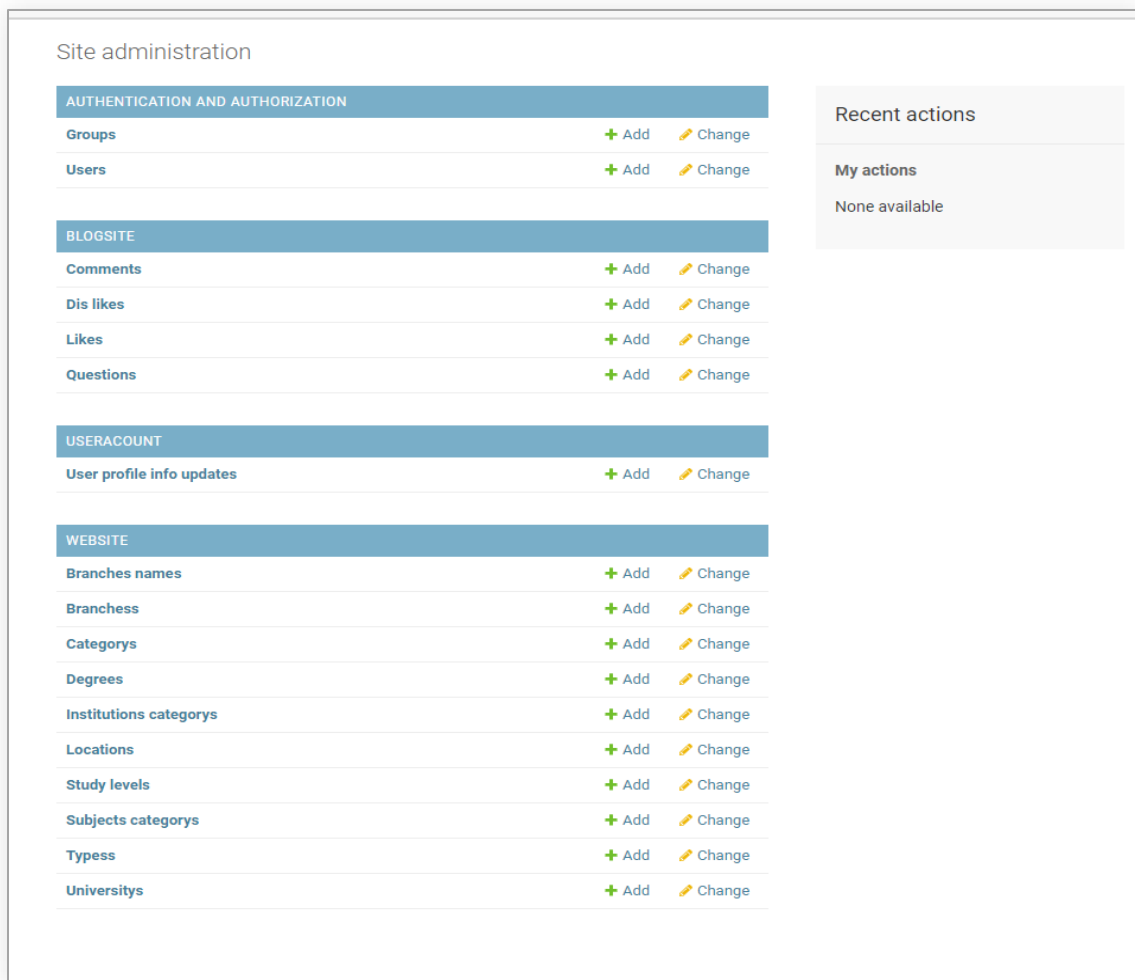 Site administration
AUTHENTICATION AND AUTHORIZATION
Groups Add Change
Users Add Change
BLOGSITE
Comments Add Change
Dis likes Add Change
Likes Add Change
Questions Add Change
USERACOUNT
User profile info updates Add Change
WEBSITE
Branches names Add Change
Branchess Add Change
Categorys Add Change
Degrees Add Change
Institutions categorys Add Change
Locations Add Change
Study levels Add Change
Subjects categorys Add Change
Typess Add Change
Universitys Add Change
Recent actions
My actions
None available